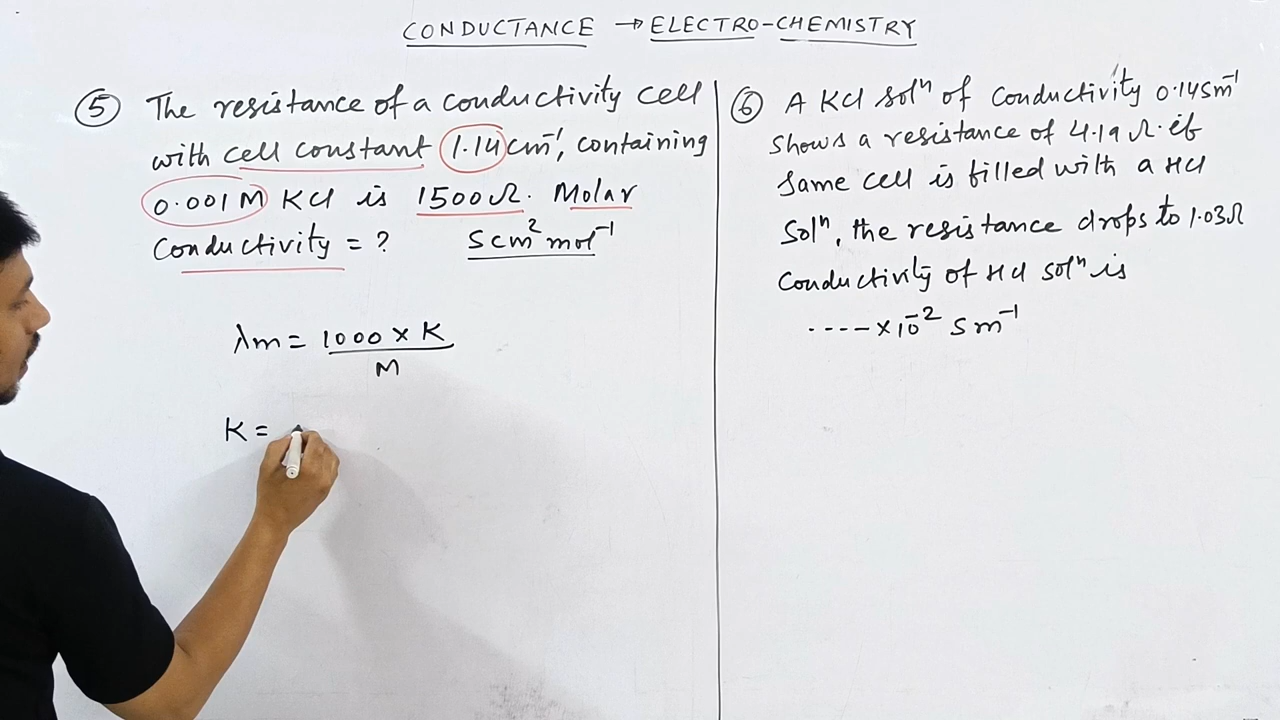 CONDUCTANCE → ELECTRO-CHEMISTRY
⑤ The resistance of a conductivity cell
with cell constant 1.14 cm⁻¹, containing
0.001 M KCl is 1500 Ω. Molar
Conductivity = ? S cm² mol⁻¹
λm = 1000 × K
M
K =
⑥ A KCl solⁿ of conductivity 0.14 S m⁻¹
shows a resistance of 4.19 Ω. if
same cell is filled with a HCl
Solⁿ, the resistance drops to 1.03 Ω
Conductivity of HCl solⁿ is
---- × 10⁻² S m⁻¹